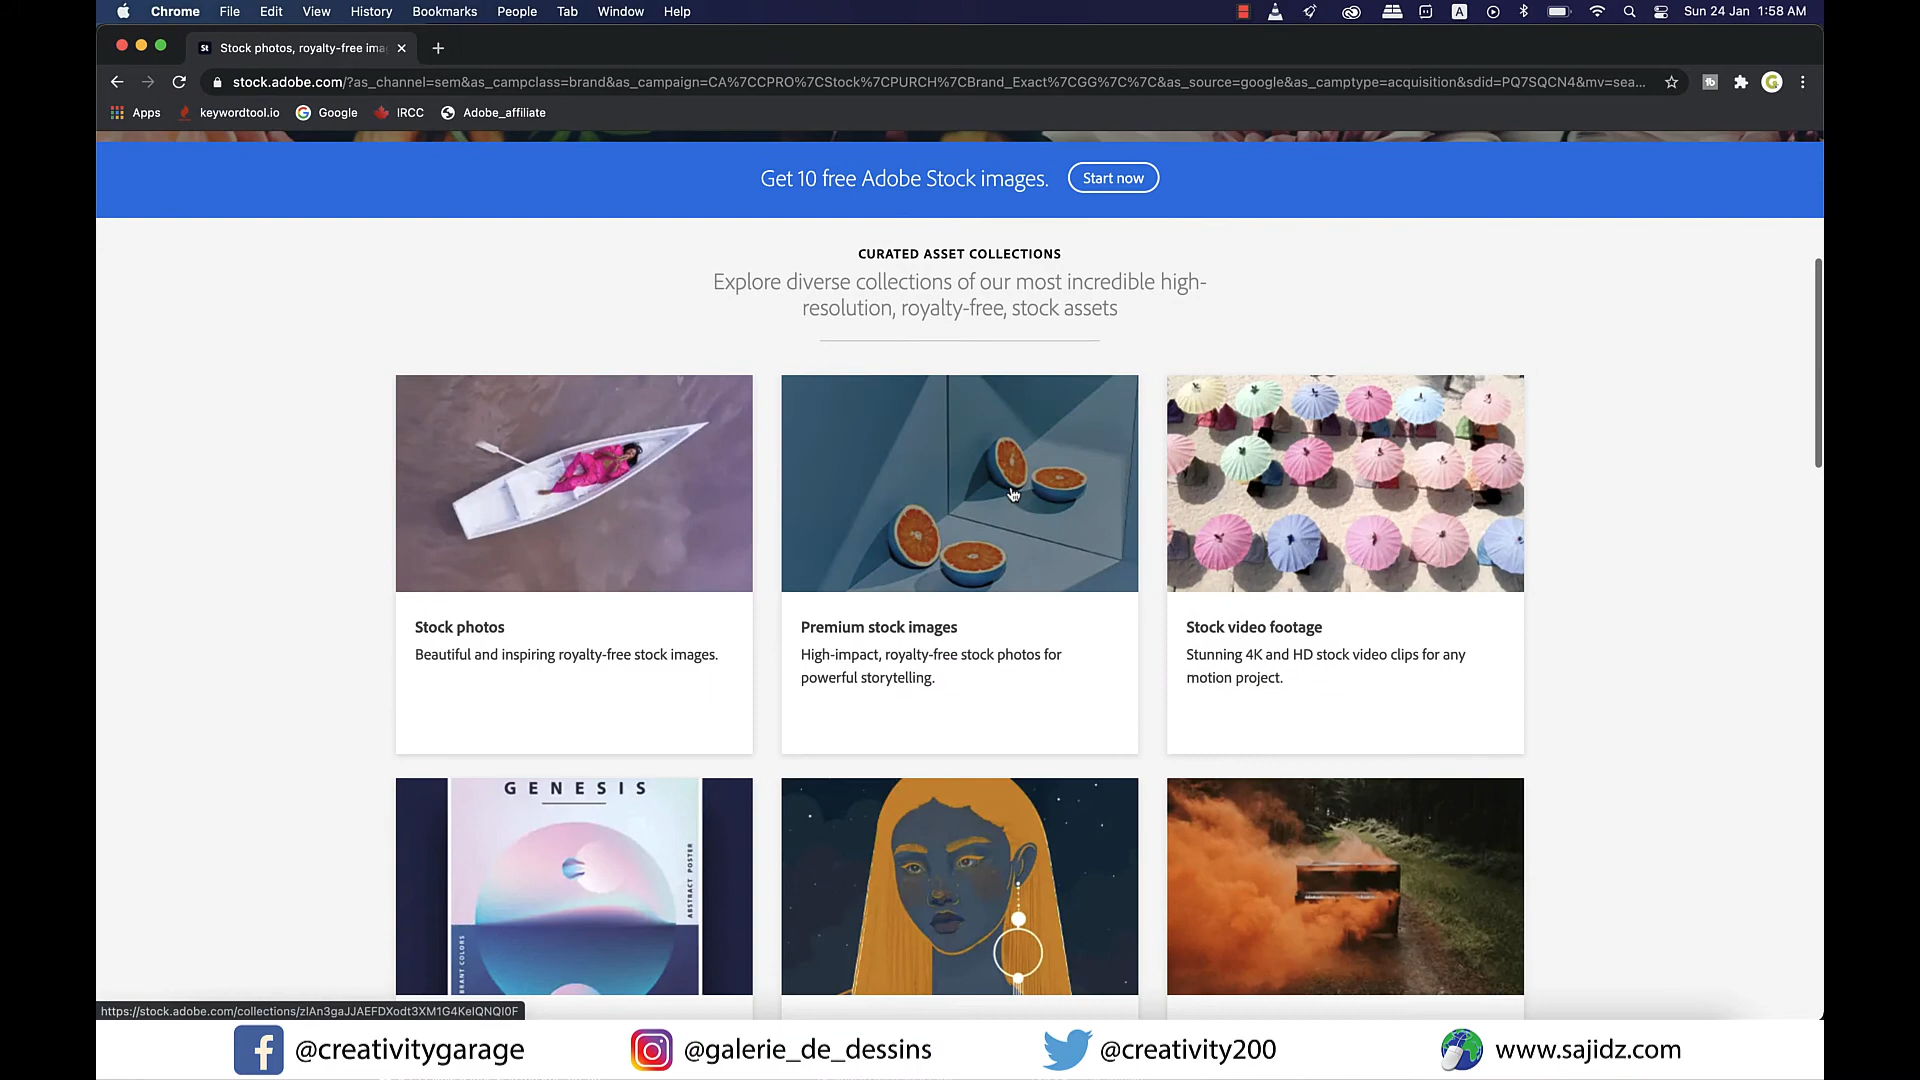 Chrome File Edit View History Bookmarks People Tab Window Help A Sun 24 Jan 1:58 AM
St Stock photos, royalty-free ima
stock.adobe.com/?as_channel=sem&as_campclass=brand&as_campaign=CA%7CCPRO%7CStock%7CPURCH%7CBrand_Exact%7CGG%7C%7C&as_source=google&as_camptype=acquisition&sdid=PQ7SQCN4&mv=sea...
Apps keywordtool.io Google IRCC Adobe_affiliate
Get 10 free Adobe Stock images. Start now
CURATED ASSET COLLECTIONS
Explore diverse collections of our most incredible high-
resolution, royalty-free, stock assets
Stock photos
Beautiful and inspiring royalty-free stock images.
Premium stock images
High-impact, royalty-free stock photos for
powerful storytelling.
Stock video footage
Stunning 4K and HD stock video clips for any
motion project.
GENESIS
ABSTRACT POSTER
COLORS
https://stock.adobe.com/collections/zIAn3gaJJAEFDXodt3XM1G4KeIQNQI0F
@creativitygarage @galerie_de_dessins @creativity200 www.sajidz.com